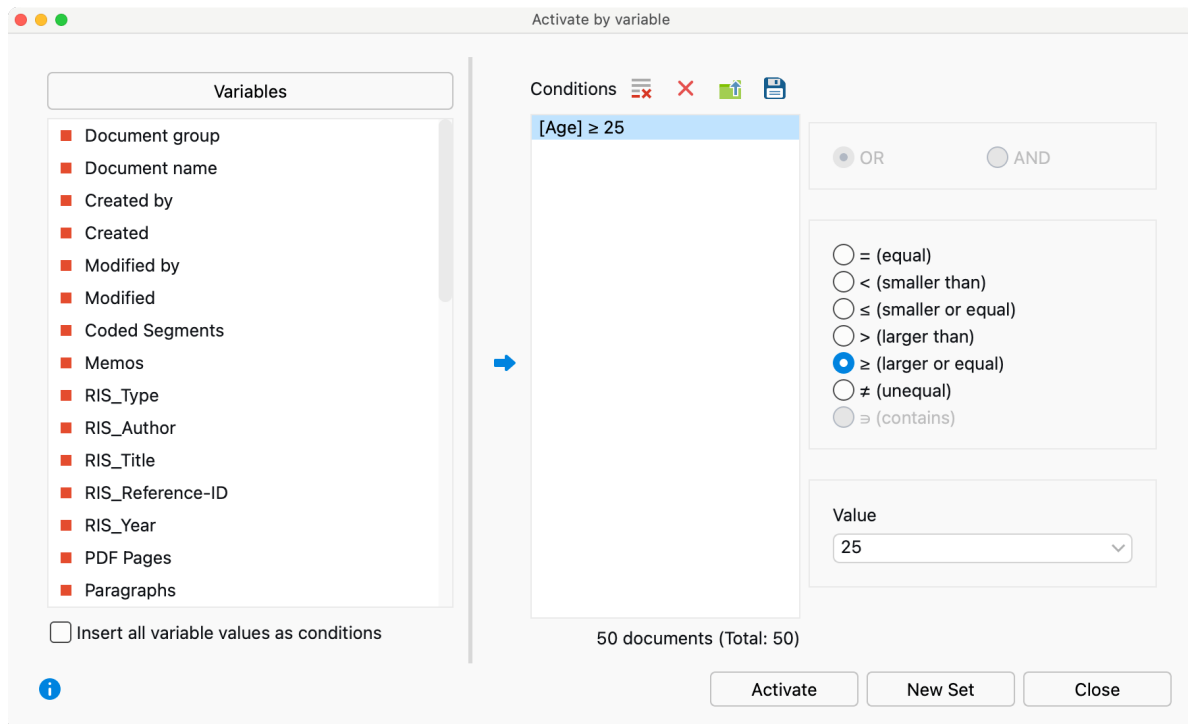 Activate by variable
Variables
Document group
Document name
Created by
Created
Modified by
Modified
Coded Segments
Memos
RIS_Type
RIS_Author
RIS_Title
RIS_Reference-ID
RIS_Year
PDF Pages
Paragraphs
Insert all variable values as conditions
Conditions
[Age] ≥ 25
50 documents (Total: 50)
OR AND
= (equal)
< (smaller than)
≤ (smaller or equal)
> (larger than)
≥ (larger or equal)
≠ (unequal)
∋ (contains)
Value
25
Activate New Set Close